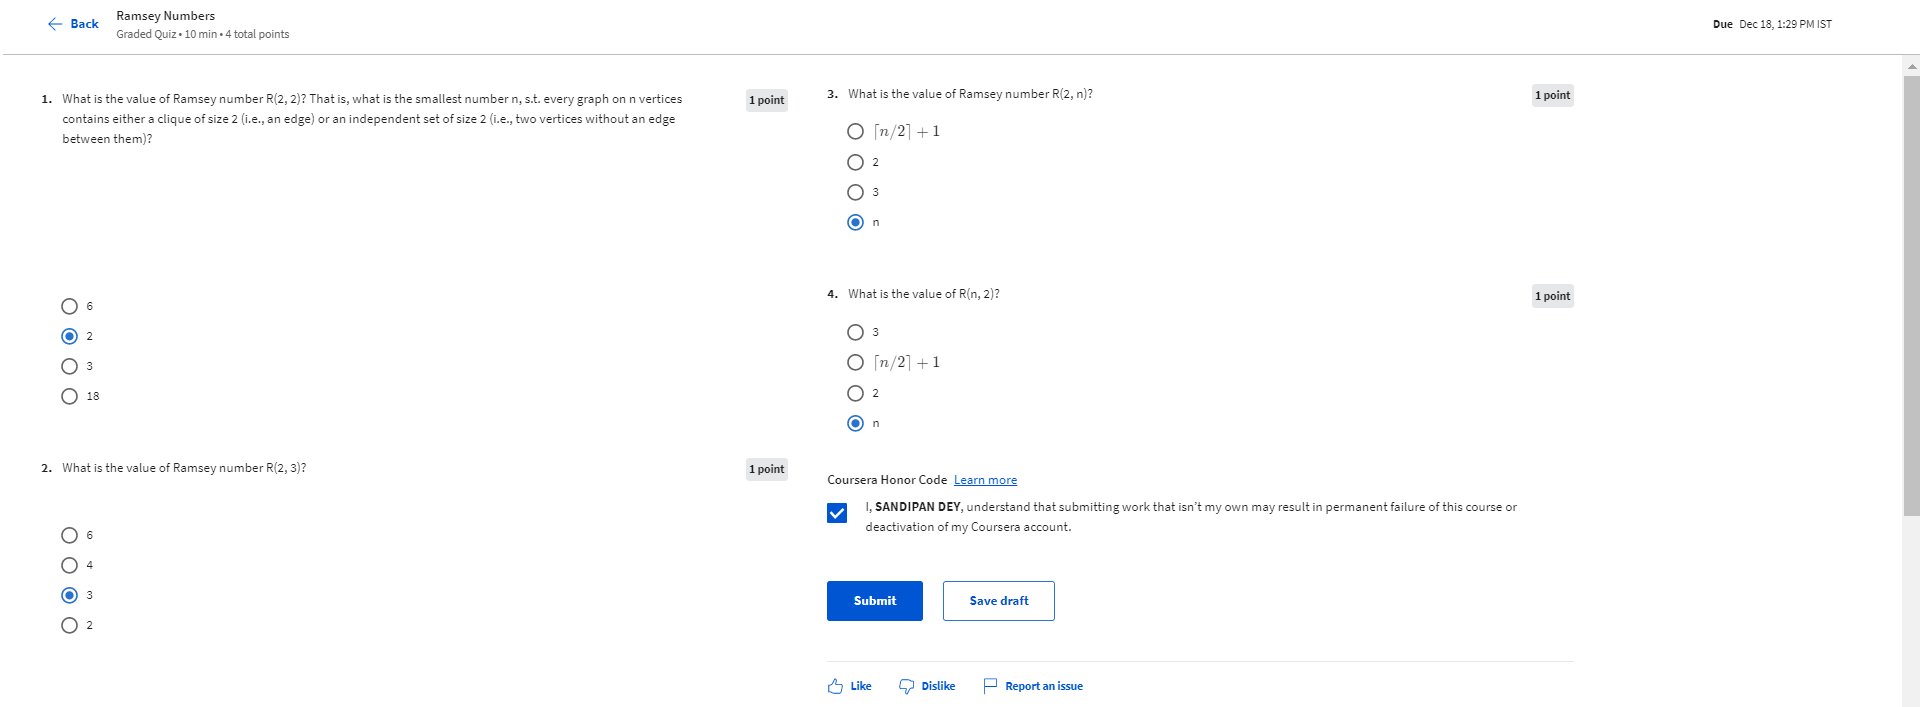 Back
Ramsey Numbers
Graded Quiz • 10 min • 4 total points
Due Dec 18, 1:29 PM IST
1. What is the value of Ramsey number R(2, 2)? That is, what is the smallest number n, s.t. every graph on n vertices
contains either a clique of size 2 (i.e., an edge) or an independent set of size 2 (i.e., two vertices without an edge
between them)?
1 point
6
2
3
18
2. What is the value of Ramsey number R(2, 3)?
1 point
6
4
3
2
3. What is the value of Ramsey number R(2, n)?
1 point
⌈n/2⌉ + 1
2
3
n
4. What is the value of R(n, 2)?
1 point
3
⌈n/2⌉ + 1
2
n
Coursera Honor Code Learn more
I, SANDIPAN DEY, understand that submitting work that isn't my own may result in permanent failure of this course or
deactivation of my Coursera account.
Submit
Save draft
Like
Dislike
Report an issue